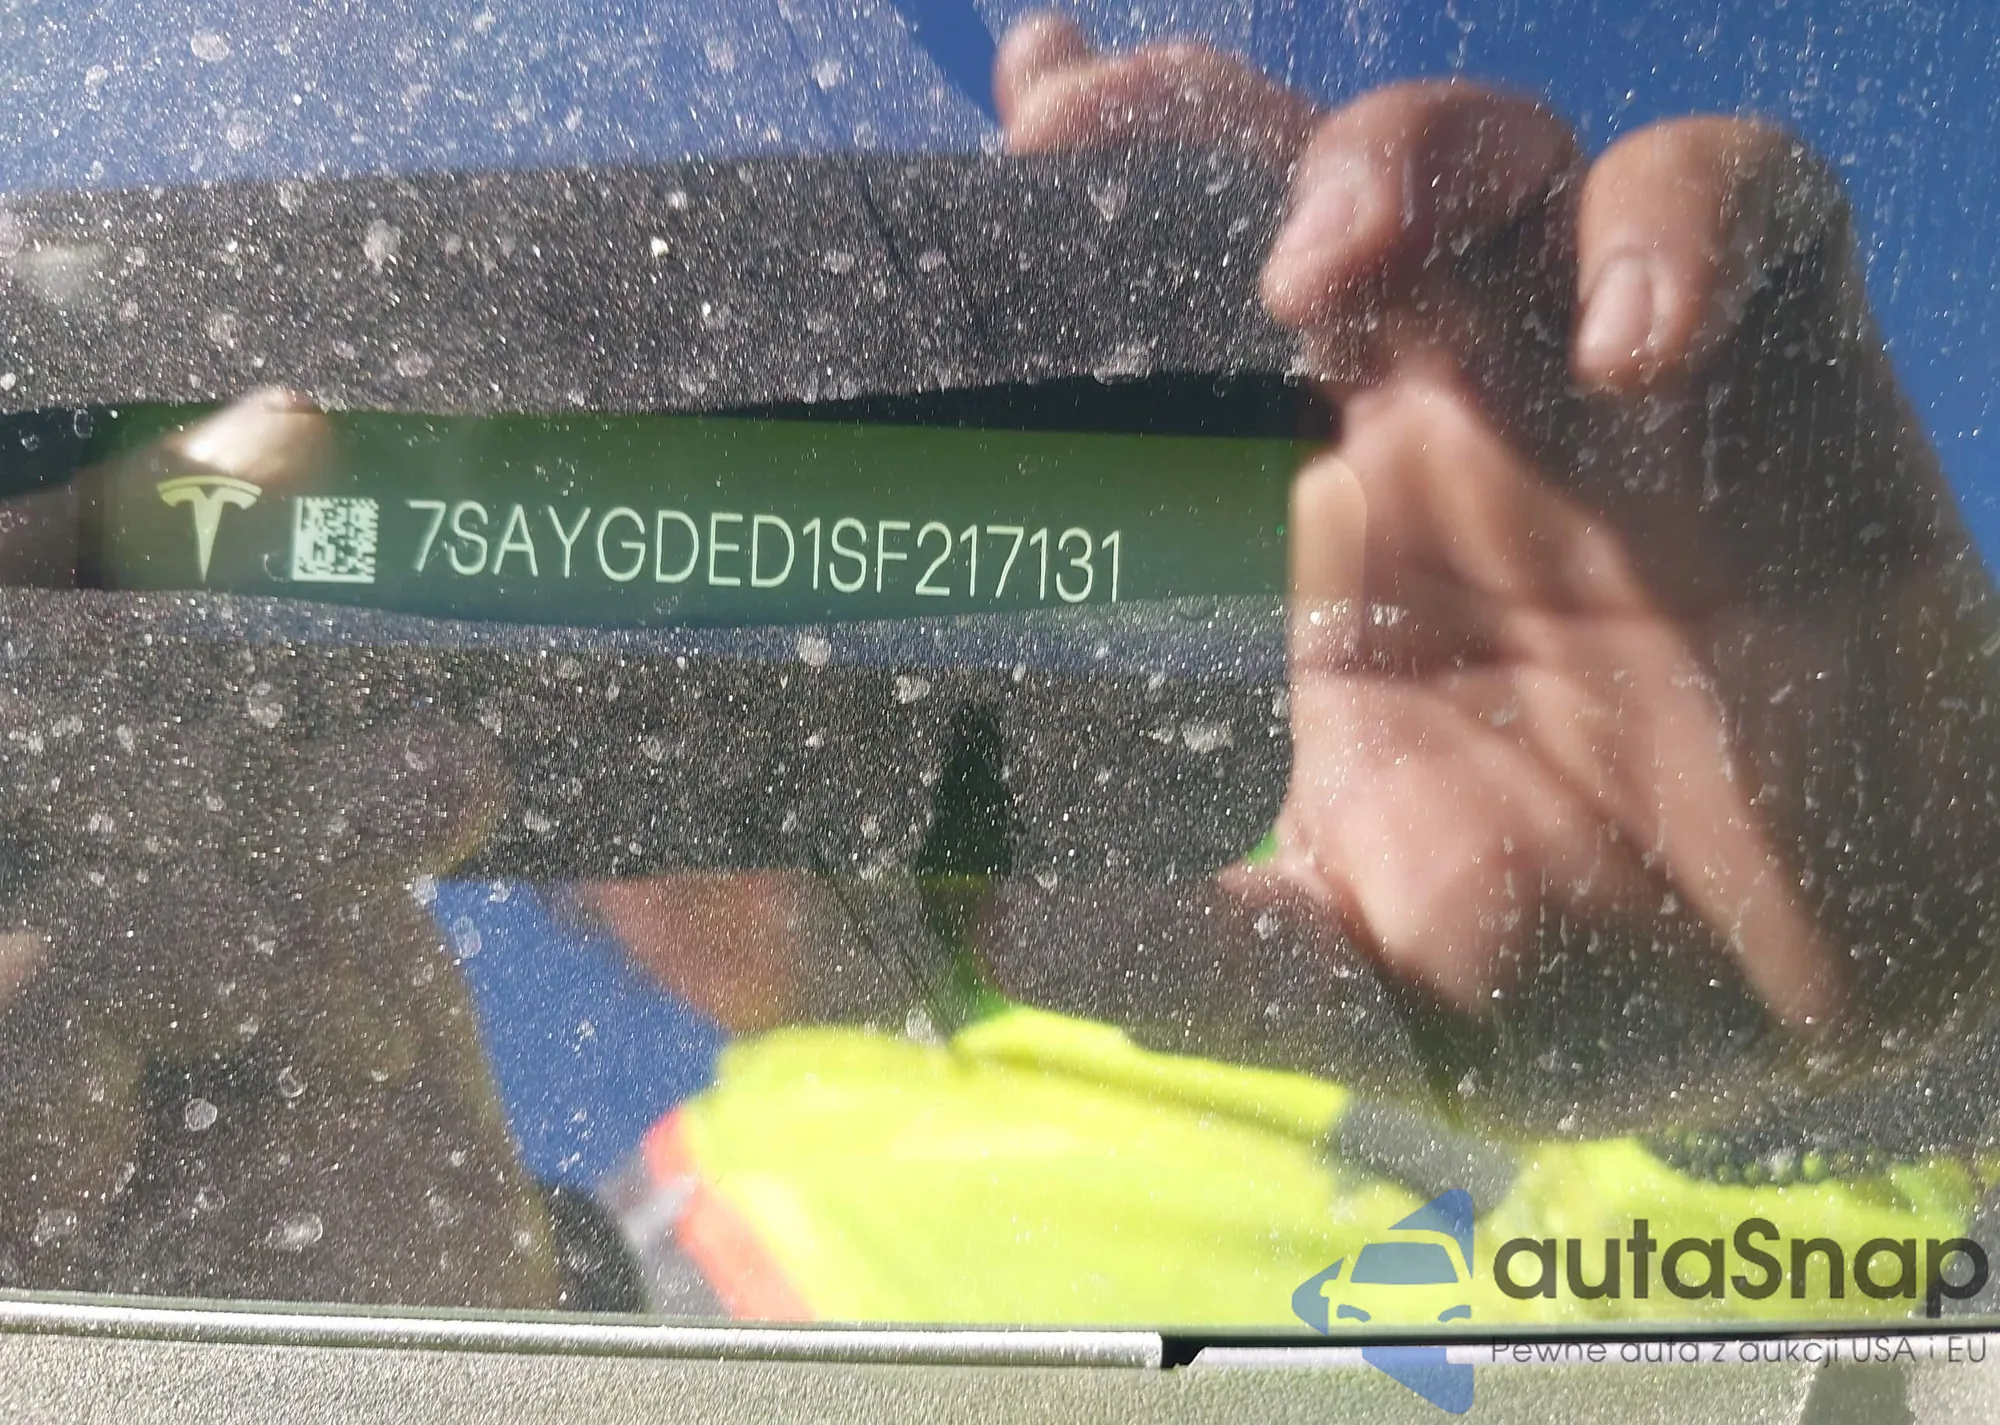 7SAYGDED1SF217131
autaSnap
Pewne auta z aukcji USA i EU